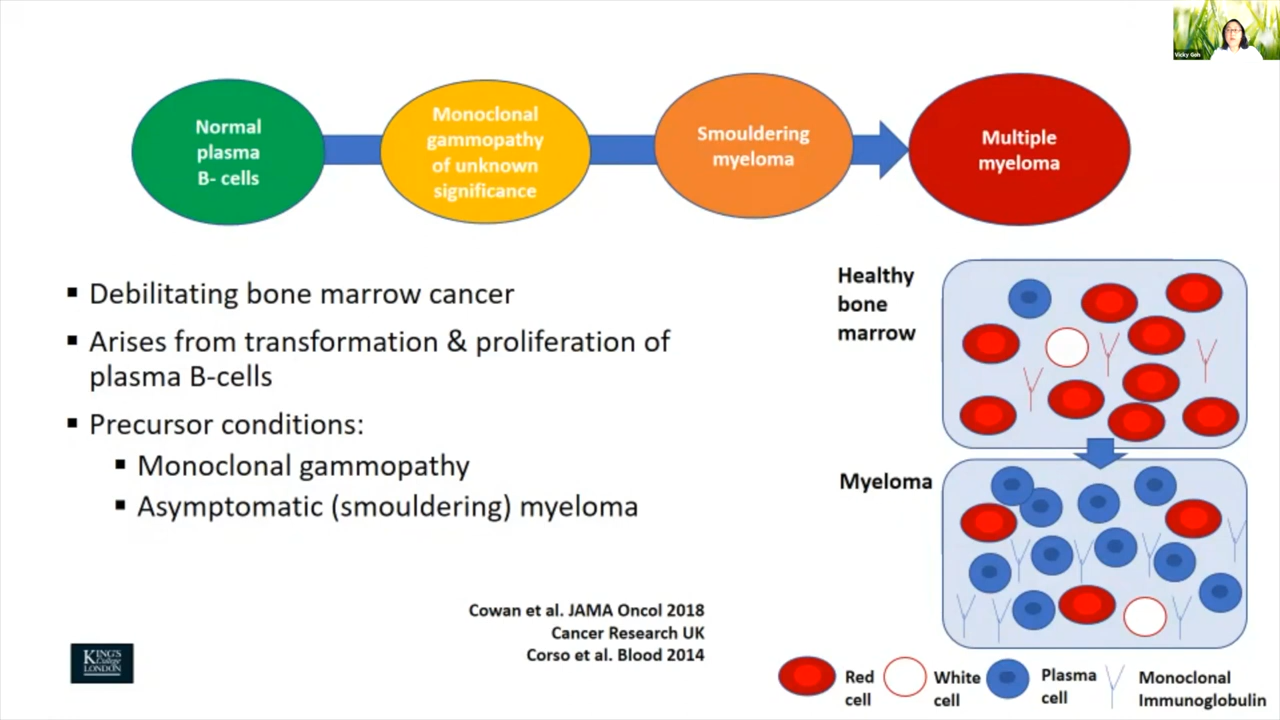 Vicky Goh
Normal
plasma
B- cells
Monoclonal
gammopathy
of unknown
significance
Smouldering
myeloma
Multiple
myeloma
▪ Debilitating bone marrow cancer
▪ Arises from transformation & proliferation of
plasma B-cells
▪ Precursor conditions:
▪ Monoclonal gammopathy
▪ Asymptomatic (smouldering) myeloma
Healthy
bone
marrow
Myeloma
Cowan et al. JAMA Oncol 2018
Cancer Research UK
Corso et al. Blood 2014
KING'S
College
LONDON
Red
cell
White
cell
Plasma
cell
Monoclonal
Immunoglobulin